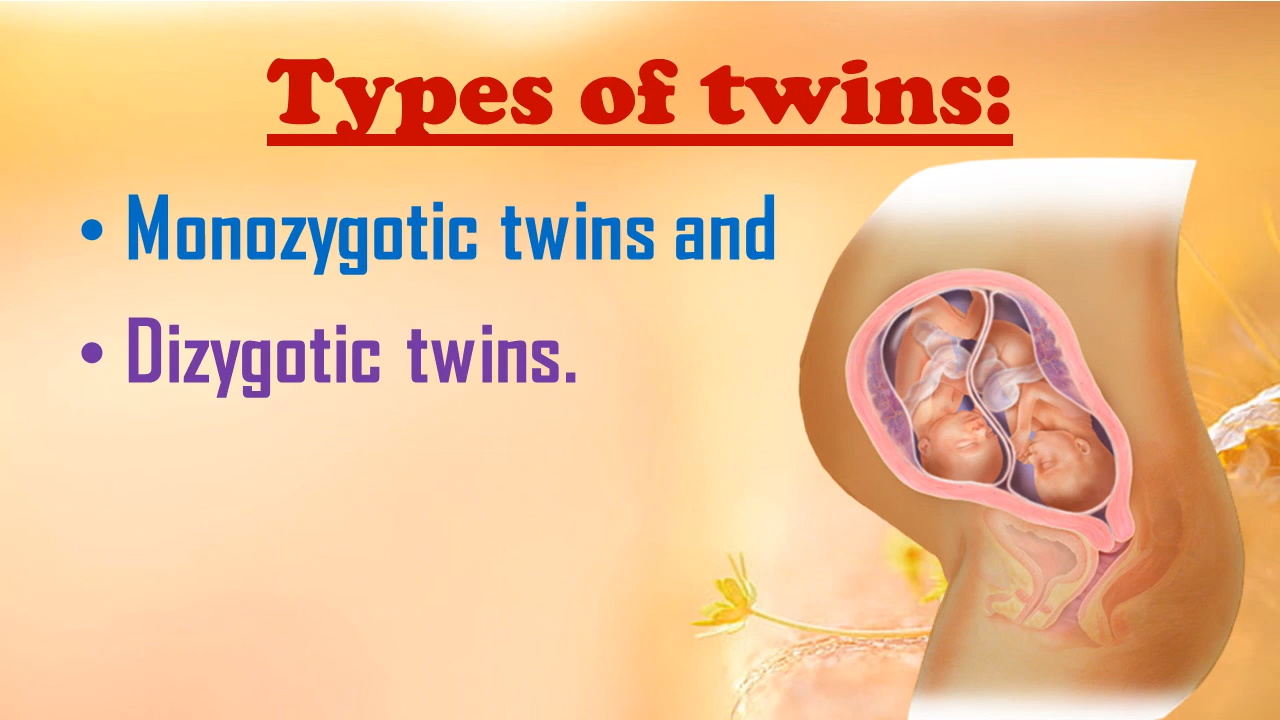 Types of twins:
• Monozygotic twins and
• Dizygotic twins.